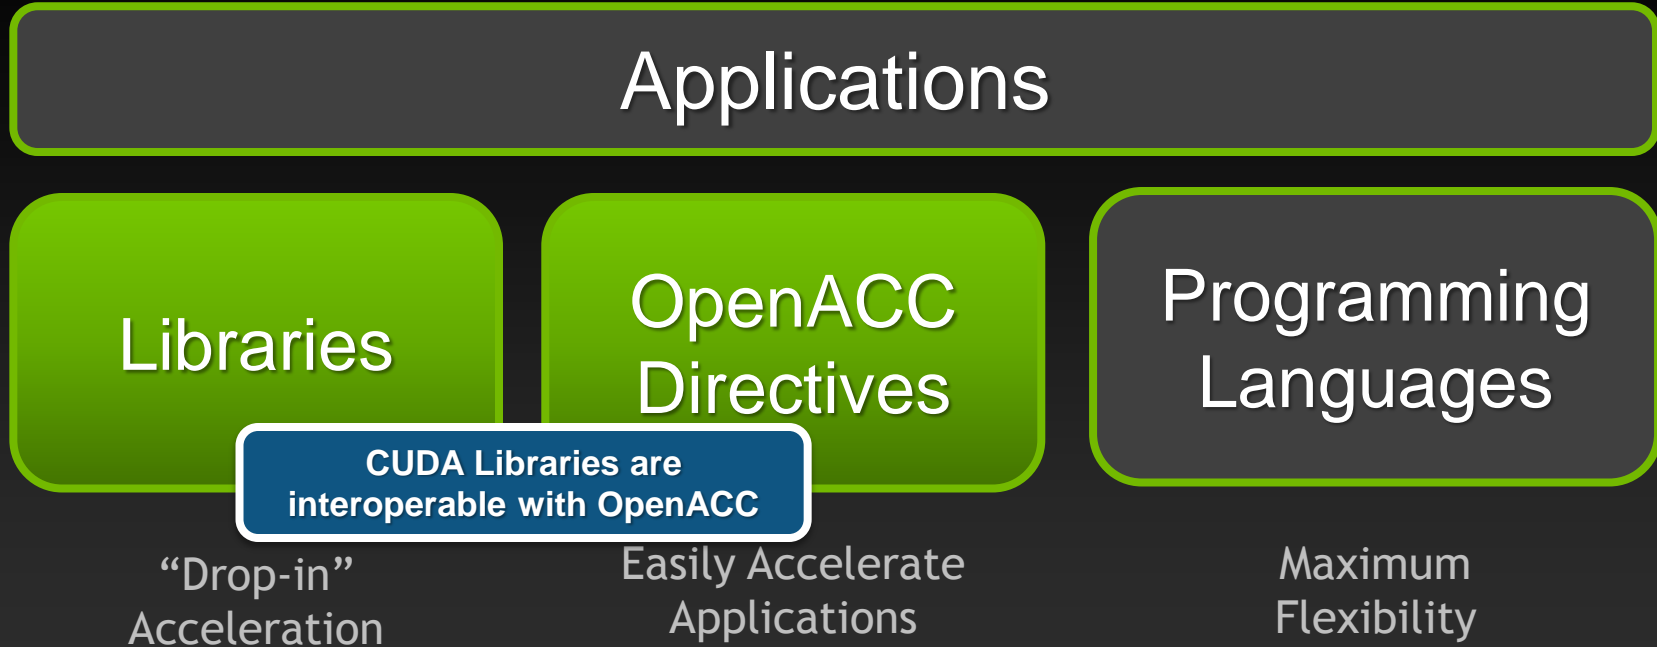 Applications
Libraries
OpenACC
Directives
Programming
Languages
CUDA Libraries are
interoperable with OpenACC
“Drop-in”
Acceleration
Easily Accelerate
Applications
Maximum
Flexibility